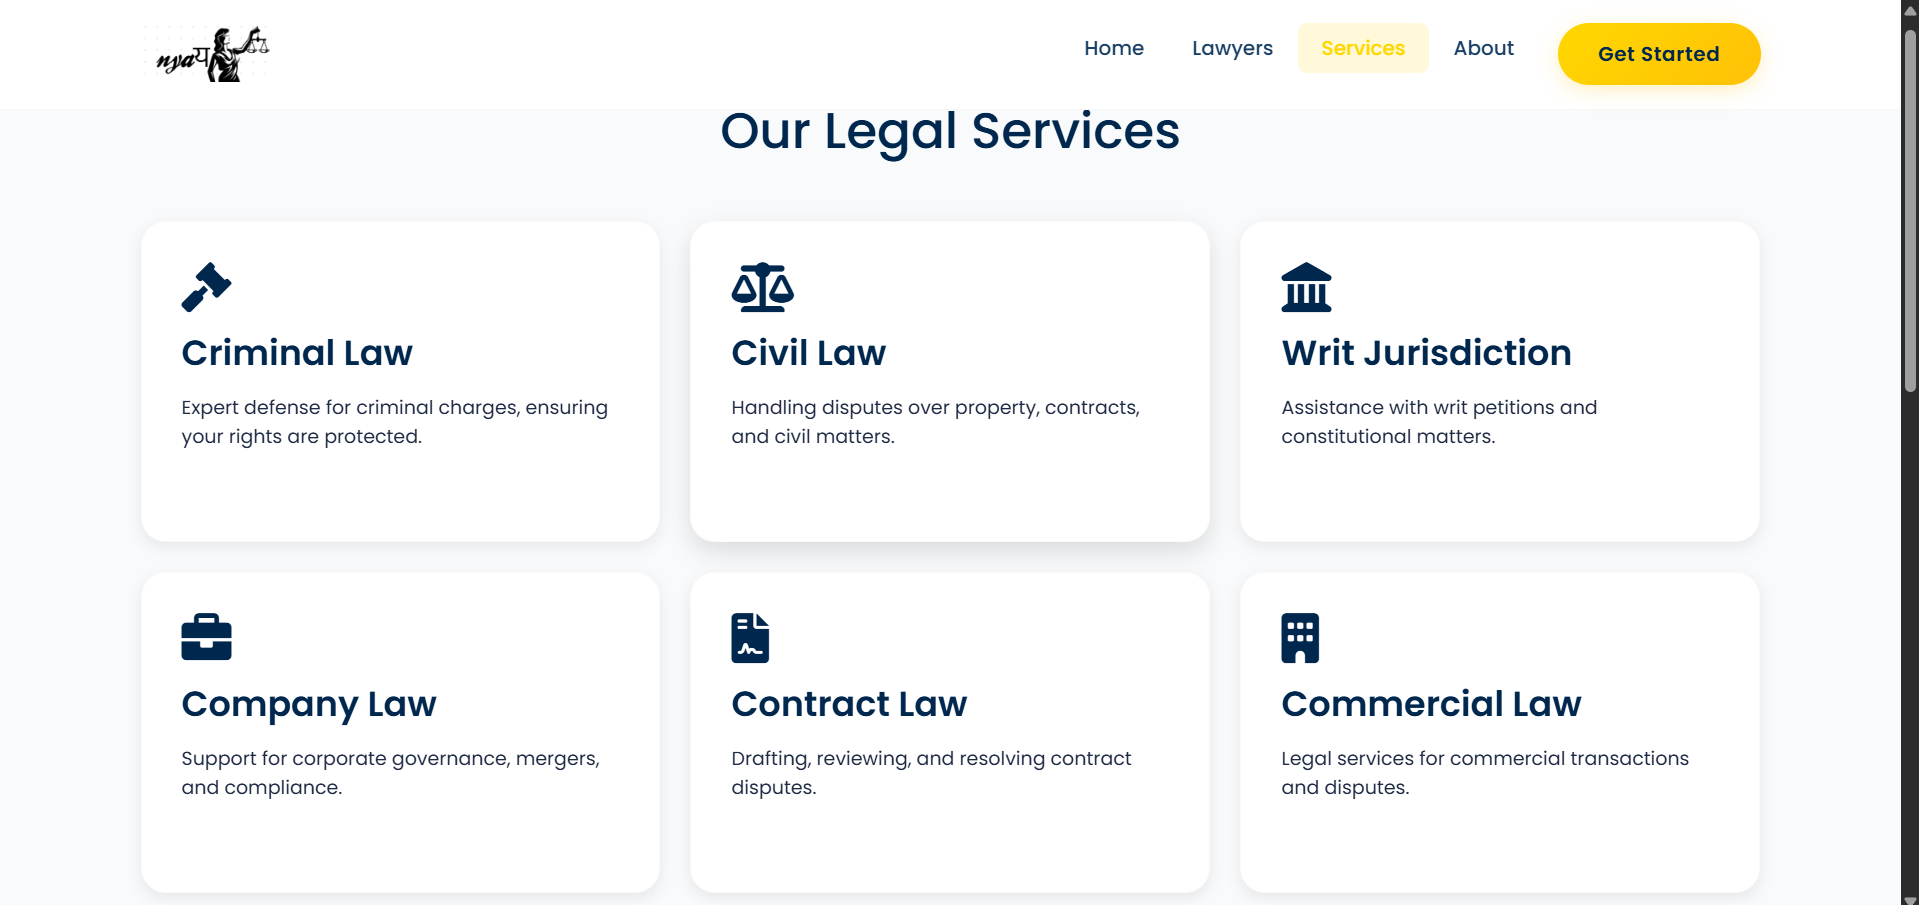 nyaय
Home
Lawyers
Services
About
Get Started
Our Legal Services
Criminal Law
Expert defense for criminal charges, ensuring
your rights are protected.
Civil Law
Handling disputes over property, contracts,
and civil matters.
Writ Jurisdiction
Assistance with writ petitions and
constitutional matters.
Company Law
Support for corporate governance, mergers,
and compliance.
Contract Law
Drafting, reviewing, and resolving contract
disputes.
Commercial Law
Legal services for commercial transactions
and disputes.